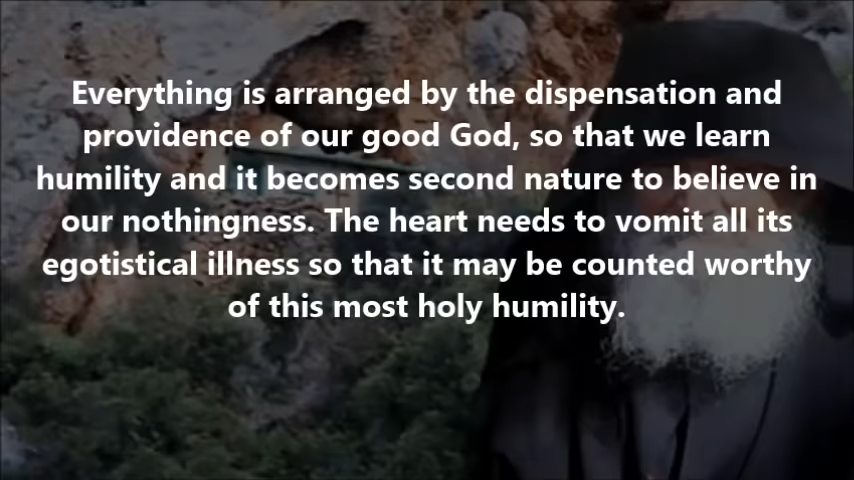 Everything is arranged by the dispensation and
providence of our good God, so that we learn
humility and it becomes second nature to believe in
our nothingness. The heart needs to vomit all its
egotistical illness so that it may be counted worthy
of this most holy humility.